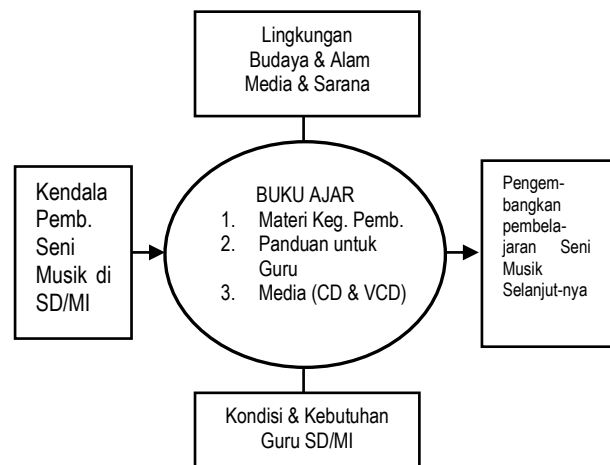 Lingkungan
Budaya & Alam
Media & Sarana
Kendala
Pemb.
Seni
Musik di
SD/MI
BUKU AJAR
1. Materi Keg. Pemb.
2. Panduan untuk
Guru
3. Media (CD & VCD)
Pengem-
bangkan
pembela-
jaran Seni
Musik
Selanjut-nya
Kondisi & Kebutuhan
Guru SD/MI